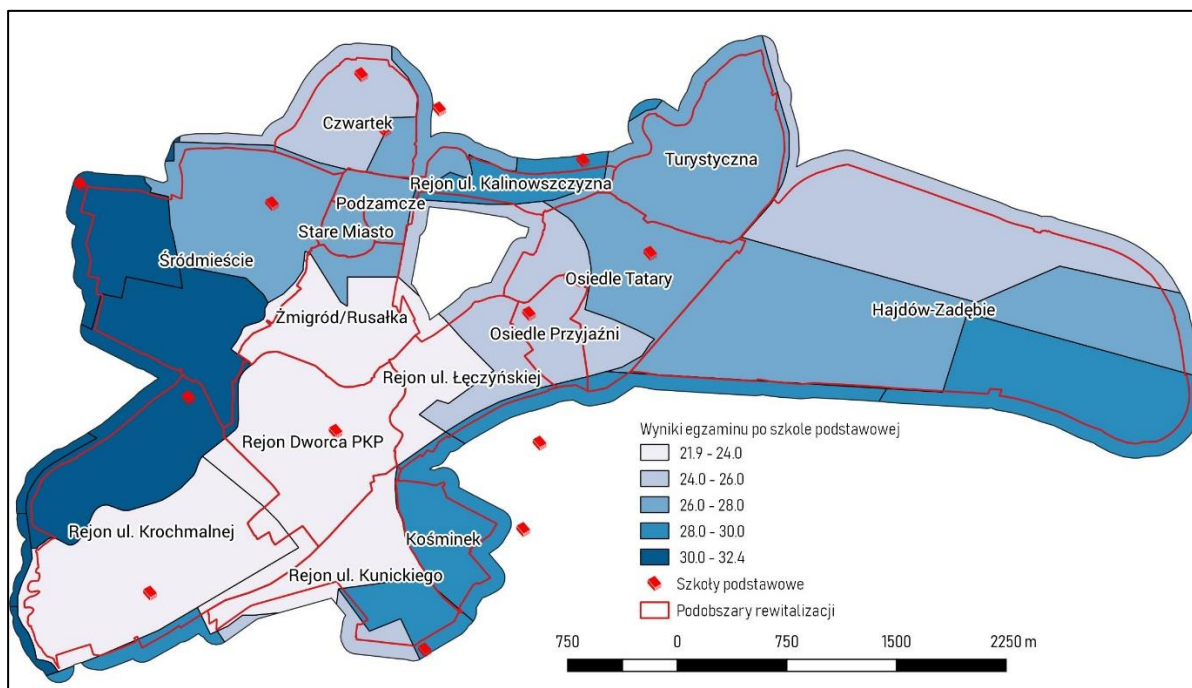 Czwartek
Turystyczna
Rejon ul. Kalinowszczyzna
Podzamcze
Stare Miasto
Śródmieście
Osiedle Tatary
Hajdów-Zadębie
Żmigród/Rusałka
Osiedle Przyjaźni
Rejon ul. Łęczyńskiej
Rejon Dworca PKP
Rejon ul. Krochmalnej
Kośminek
Rejon ul. Kunickiego
Wyniki egzaminu po szkole podstawowej
21.9 - 24.0
24.0 - 26.0
26.0 - 28.0
28.0 - 30.0
30.0 - 32.4
Szkoły podstawowe
Podobszary rewitalizacji
750 0 750 1500 2250 m